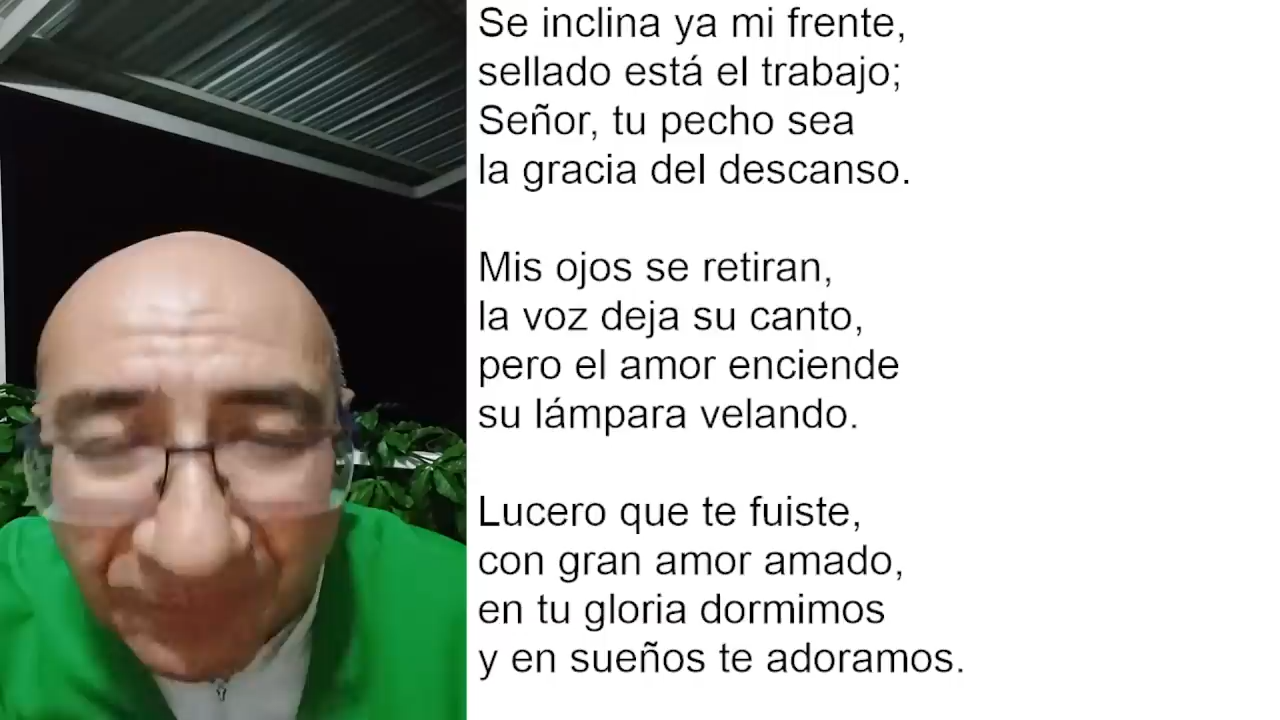 Se inclina ya mi frente,
sellado está el trabajo;
Señor, tu pecho sea
la gracia del descanso.
Mis ojos se retiran,
la voz deja su canto,
pero el amor enciende
su lámpara velando.
Lucero que te fuiste,
con gran amor amado,
en tu gloria dormimos
y en sueños te adoramos.